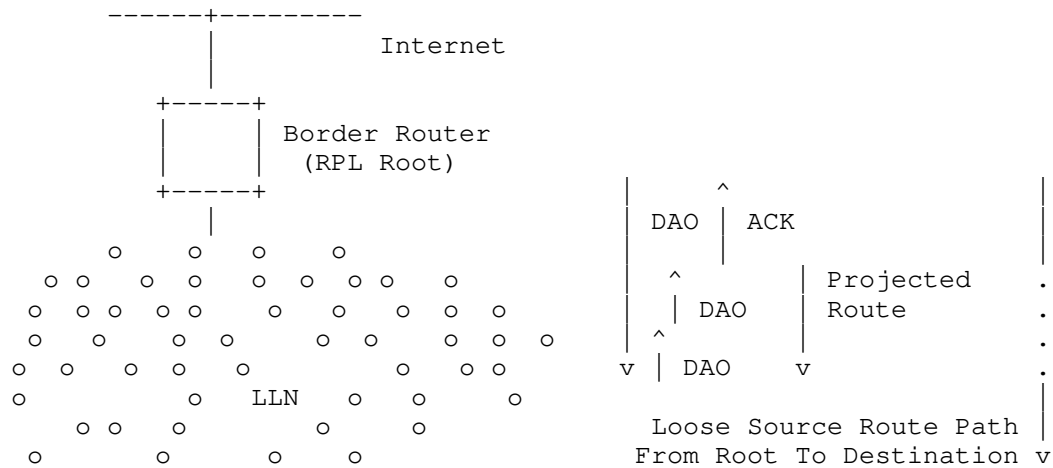 Internet
Border Router
(RPL Root)
DAO ACK
Projected
DAO Route
DAO
LLN
Loose Source Route Path
From Root To Destination